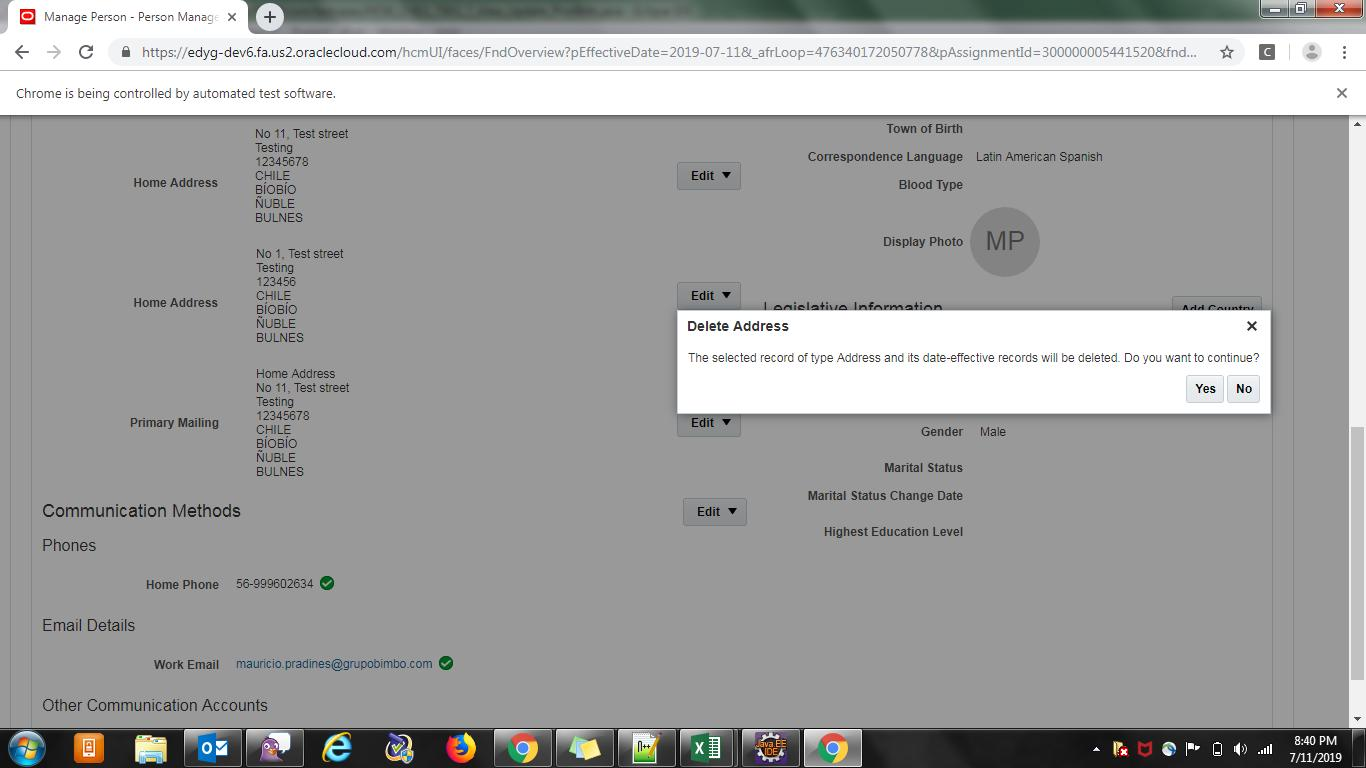 Manage Person - Person Manage
https://edyg-dev6.fa.us2.oraclecloud.com/hcmUI/faces/FndOverview?pEffectiveDate=2019-07-11&_afrLoop=476340172050778&pAssignmentId=300000005441520&fnd...
C
Chrome is being controlled by automated test software.
No 11, Test street
Testing
12345678
Home Address
CHILE
BÍOBÍO
ÑUBLE
BULNES
Edit
No 1, Test street
Testing
123456
Home Address
CHILE
BÍOBÍO
ÑUBLE
BULNES
Edit
Home Address
No 11, Test street
Testing
12345678
Primary Mailing
CHILE
BÍOBÍO
ÑUBLE
BULNES
Edit
Communication Methods
Edit
Phones
Home Phone 56-999602634
Email Details
Work Email mauricio.pradines@grupobimbo.com
Other Communication Accounts
Town of Birth
Correspondence Language Latin American Spanish
Blood Type
Display Photo MP
Legislative Information
Add Country
Delete Address
The selected record of type Address and its date-effective records will be deleted. Do you want to continue?
Yes No
Gender Male
Marital Status
Marital Status Change Date
Highest Education Level
Java EE
IDE
8:40 PM
7/11/2019